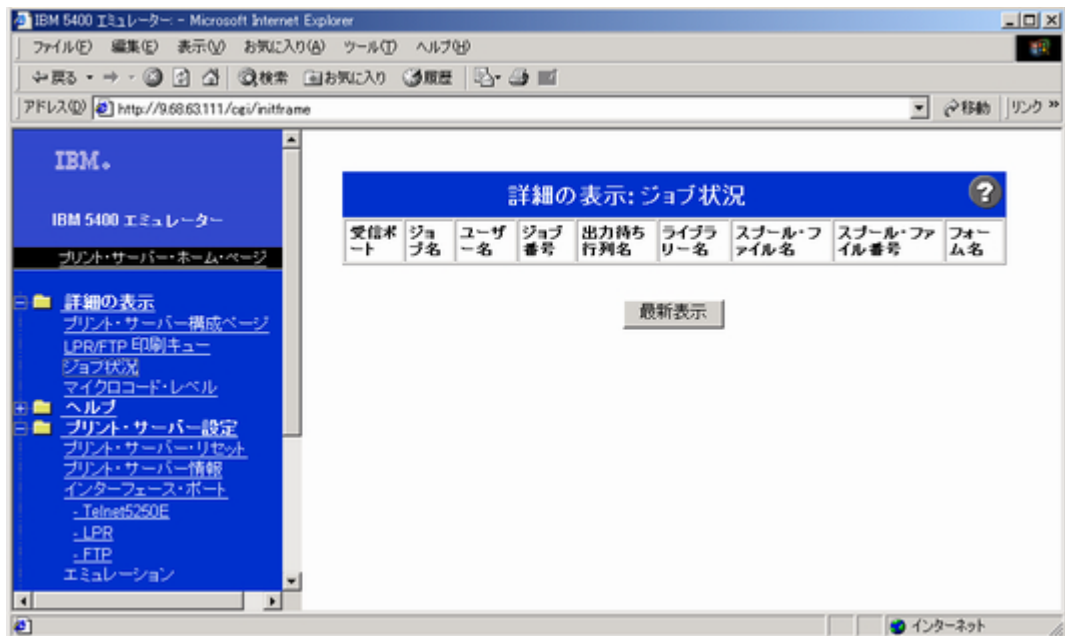 IBM 5400 エミュレーター: - Microsoft Internet Explorer
ファイル(F) 編集(E) 表示(V) お気に入り(A) ツール(T) ヘルプ(H)
戻る 検索 お気に入り 履歴
アドレス(D) http://9.68.63.111/cgi/initframe 移動 リンク »
IBM.
IBM 5400 エミュレーター
プリント・サーバー・ホーム・ページ
詳細の表示
プリント・サーバー構成ページ
LPR/FTP 印刷キュー
ジョブ状況
マイクロコード・レベル
ヘルプ
プリント・サーバー設定
プリント・サーバー・リセット
プリント・サーバー情報
インターフェース・ポート
- Telnet5250E
- LPR
- FTP
エミュレーション
詳細の表示: ジョブ状況 ?
受信ポート ジョブ名 ユーザー名 ジョブ番号 出力待ち行列名 ライブラリー名 スプール・ファイル名 スプール・ファイル番号 フォーム名
最新表示
インターネット